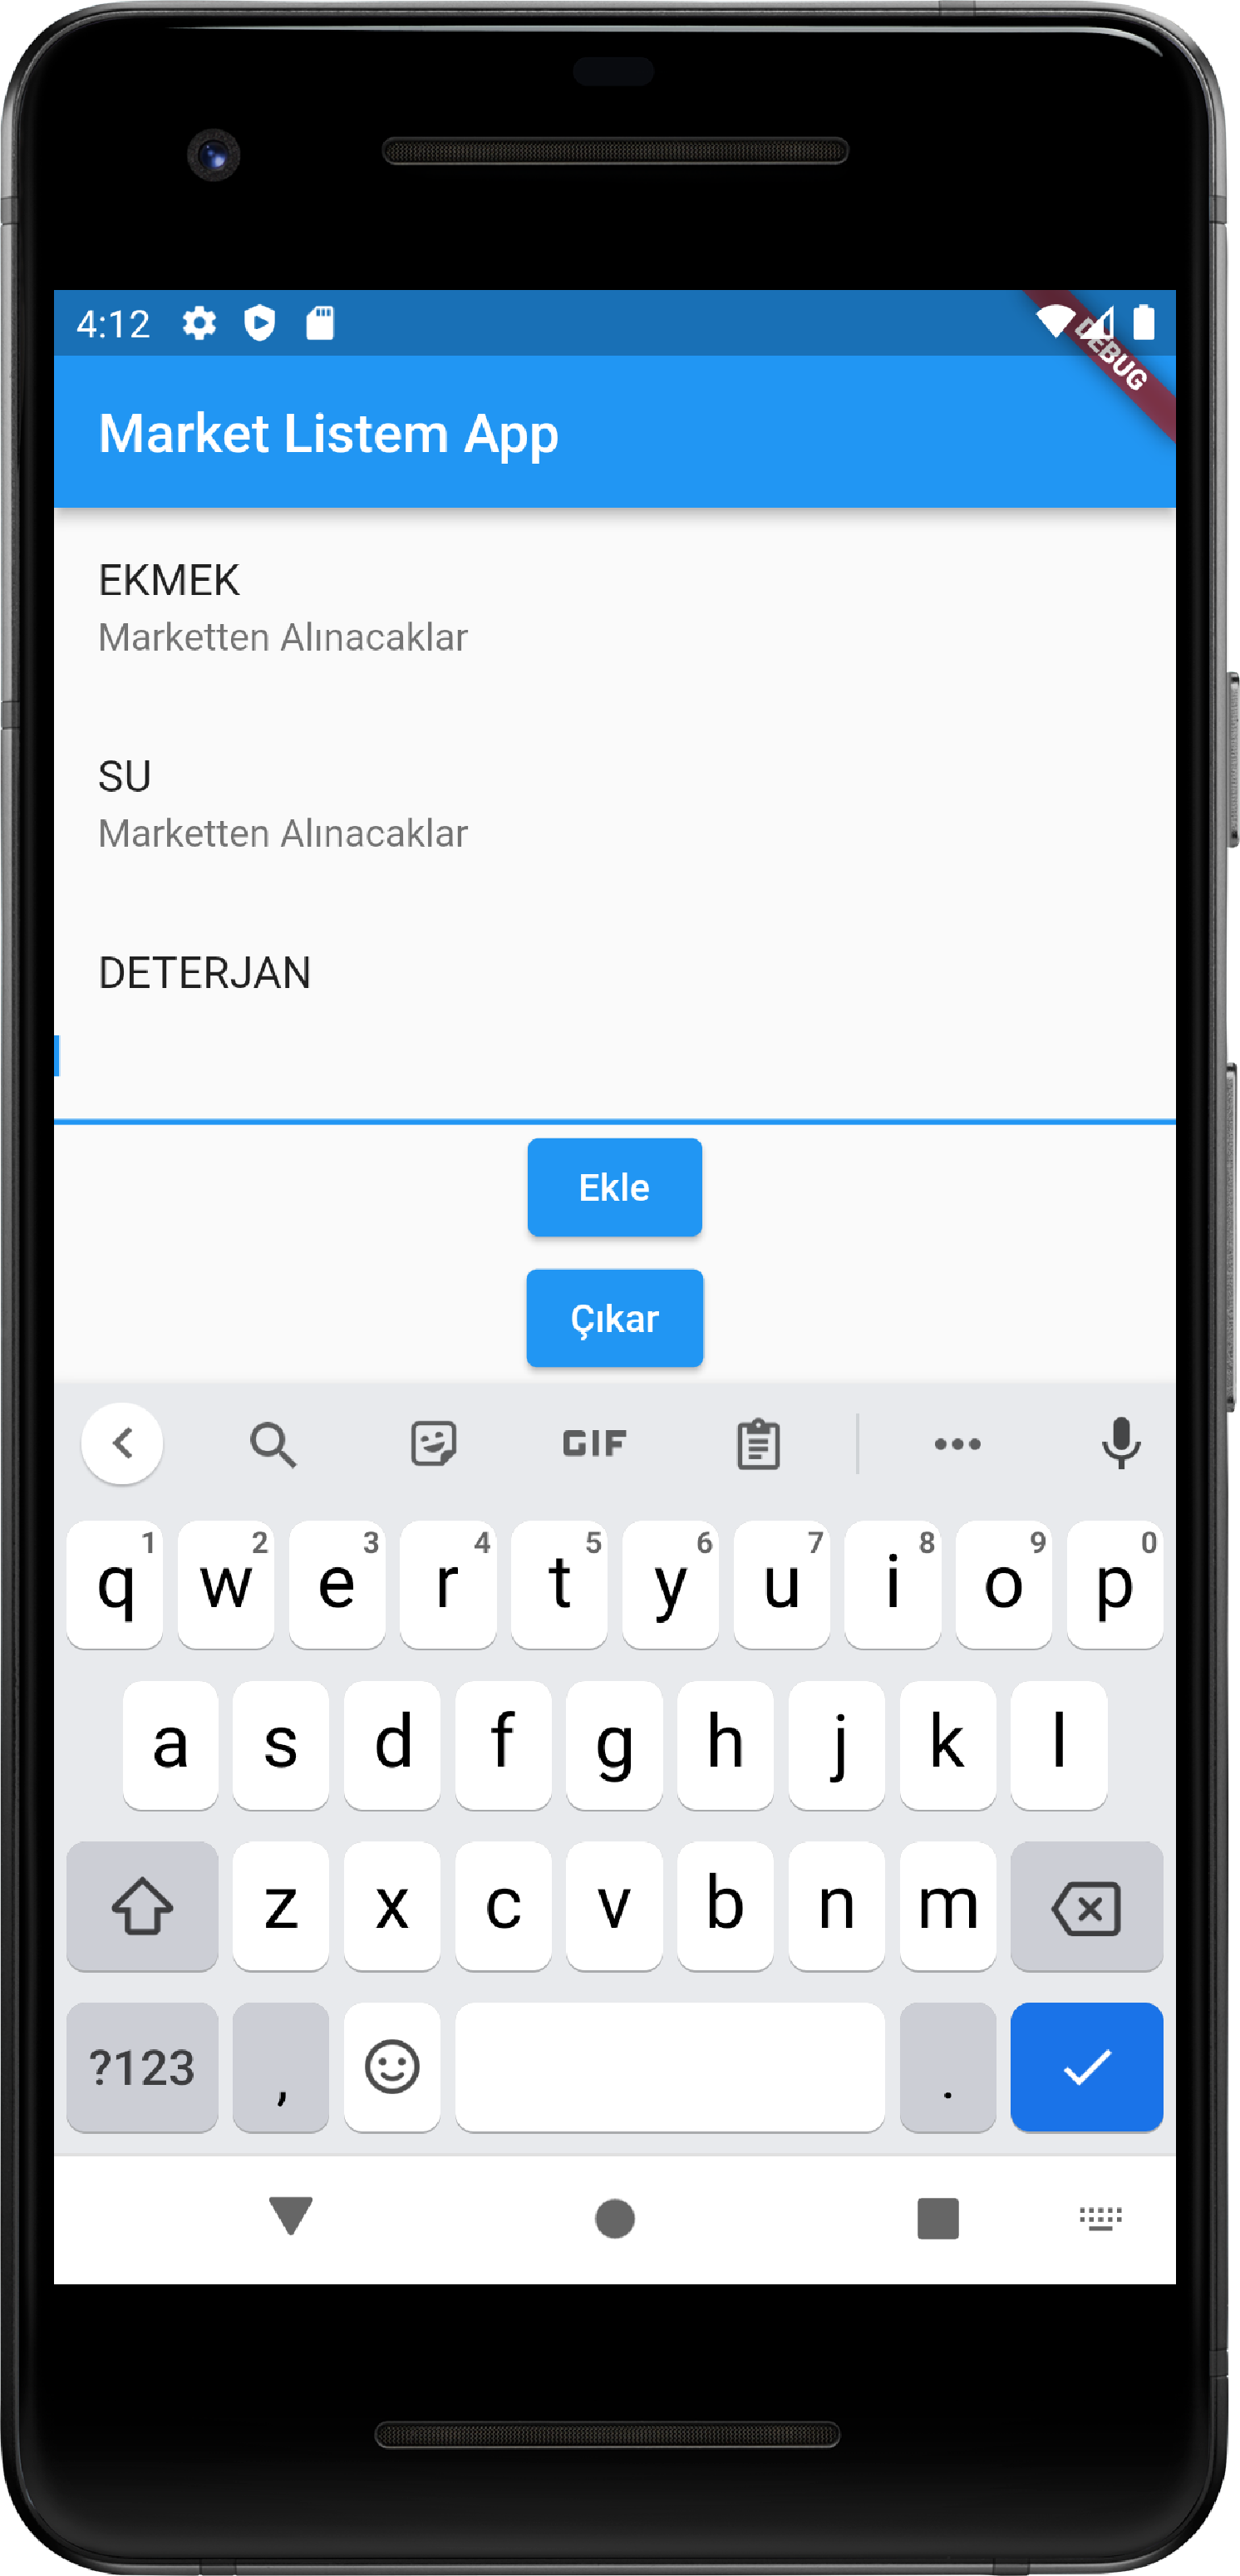 4:12
DEBUG
Market Listem App
EKMEK
Marketten Alınacaklar
SU
Marketten Alınacaklar
DETERJAN
Ekle
Çıkar
GIF
1 2 3 4 5 6 7 8 9 0
q w e r t y u i o p
a s d f g h j k l
z x c v b n m
?123 , .